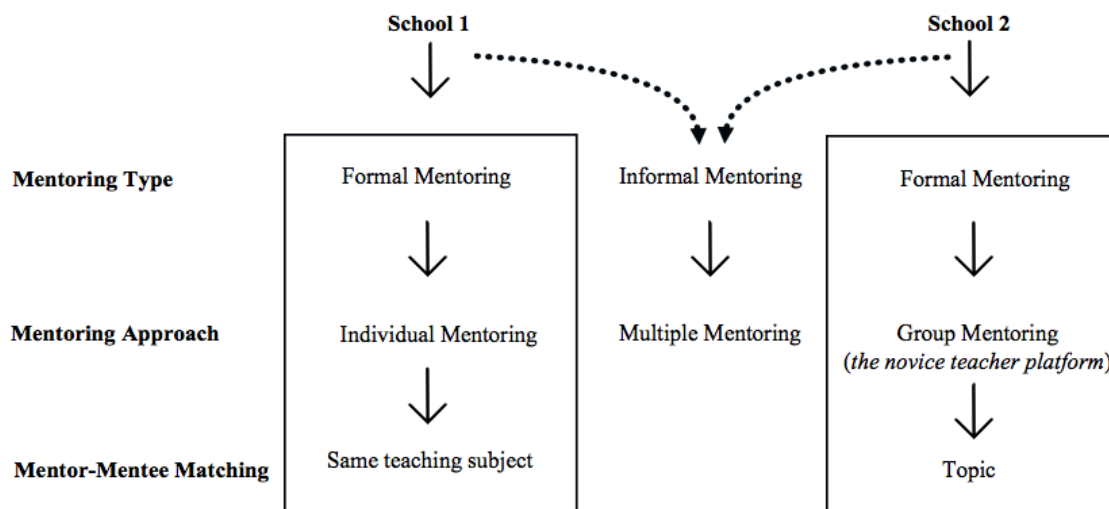 School 1
School 2
Mentoring Type
Formal Mentoring
Informal Mentoring
Formal Mentoring
Mentoring Approach
Individual Mentoring
Multiple Mentoring
Group Mentoring
(the novice teacher platform)
Mentor-Mentee Matching
Same teaching subject
Topic